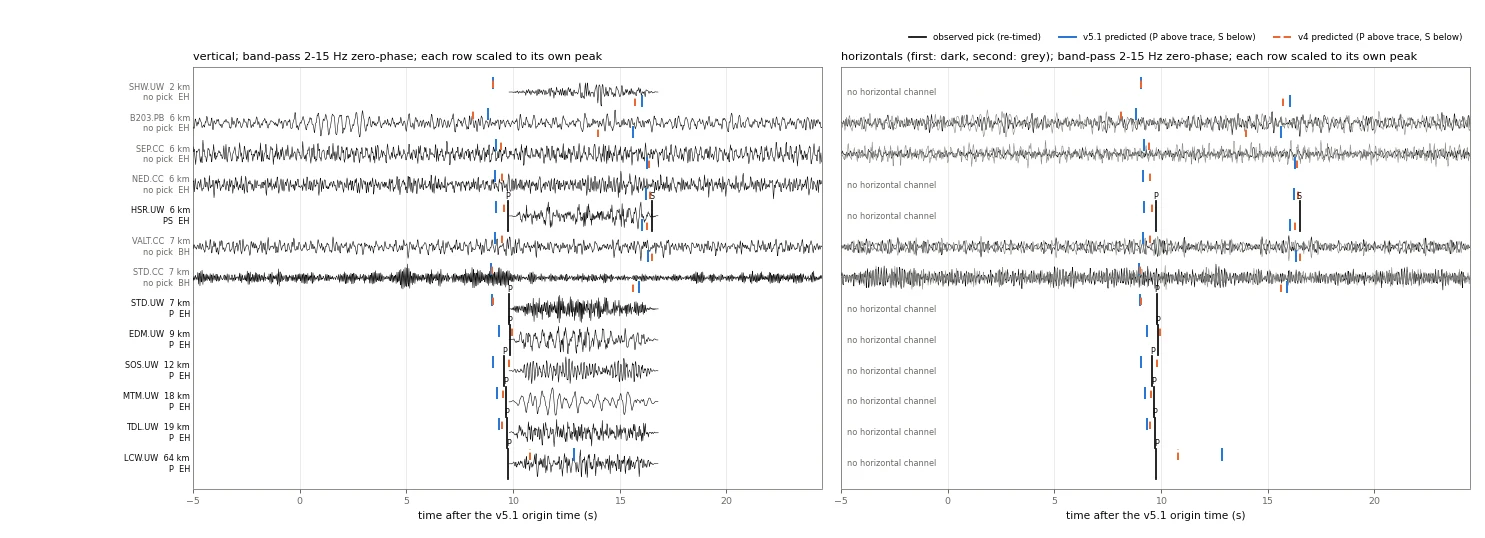 observed pick (re-timed)
v5.1 predicted (P above trace, S below)
v4 predicted (P above trace, S below)
vertical; band-pass 2-15 Hz zero-phase; each row scaled to its own peak
horizontals (first: dark, second: grey); band-pass 2-15 Hz zero-phase; each row scaled to its own peak
SHW.UW 2 km
no pick EH
no horizontal channel
B203.PB 6 km
no pick EH
SEP.CC 6 km
no pick EH
NED.CC 6 km
no pick EH
no horizontal channel
P
S
P
S
HSR.UW 6 km
PS EH
no horizontal channel
VALT.CC 7 km
no pick BH
STD.CC 7 km
no pick BH
P
P
STD.UW 7 km
P EH
no horizontal channel
P
P
EDM.UW 9 km
P EH
no horizontal channel
P
P
SOS.UW 12 km
P EH
no horizontal channel
P
P
MTM.UW 18 km
P EH
no horizontal channel
P
P
TDL.UW 19 km
P EH
no horizontal channel
P
P
LCW.UW 64 km
P EH
no horizontal channel
−5 0 5 10 15 20
−5 0 5 10 15 20
time after the v5.1 origin time (s)
time after the v5.1 origin time (s)